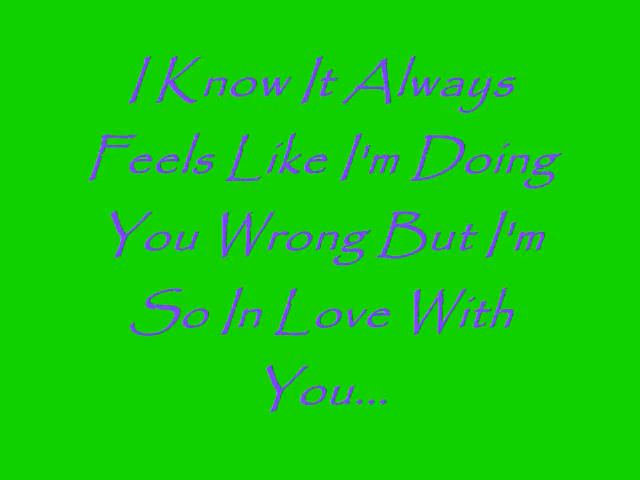 I Know It Always
Feels Like I'm Doing
You Wrong But I'm
So In Love With
You...